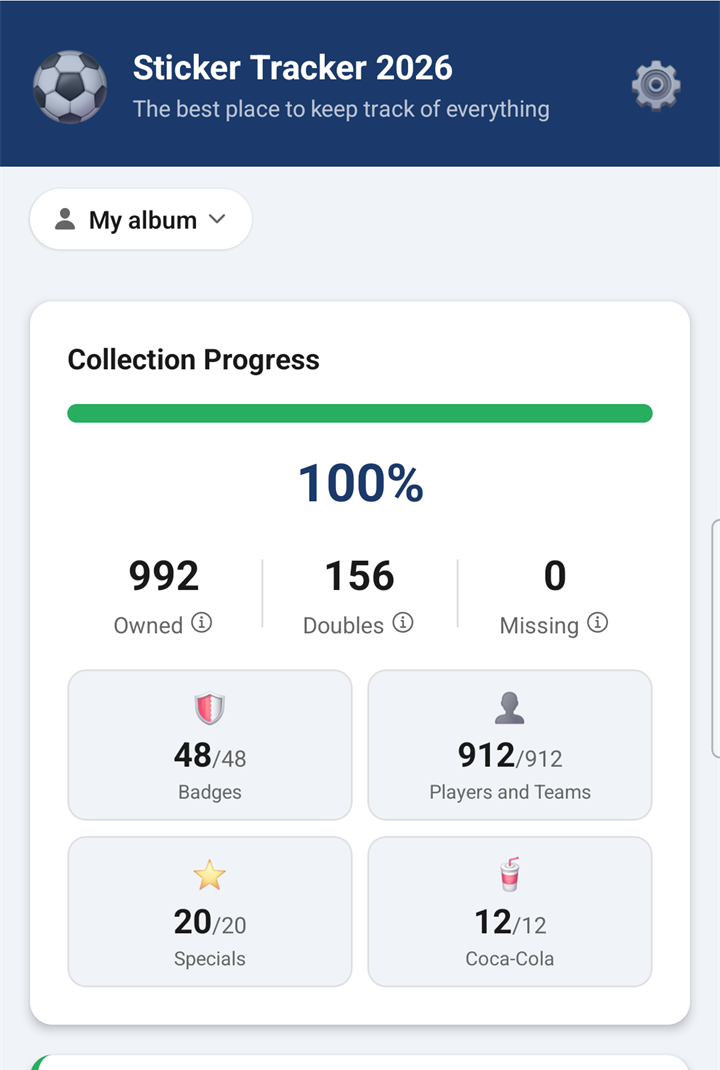 Sticker Tracker 2026
The best place to keep track of everything
My album
Collection Progress
100%
992 156 0
Owned Doubles Missing
48/48 912/912
Badges Players and Teams
20/20 12/12
Specials Coca-Cola